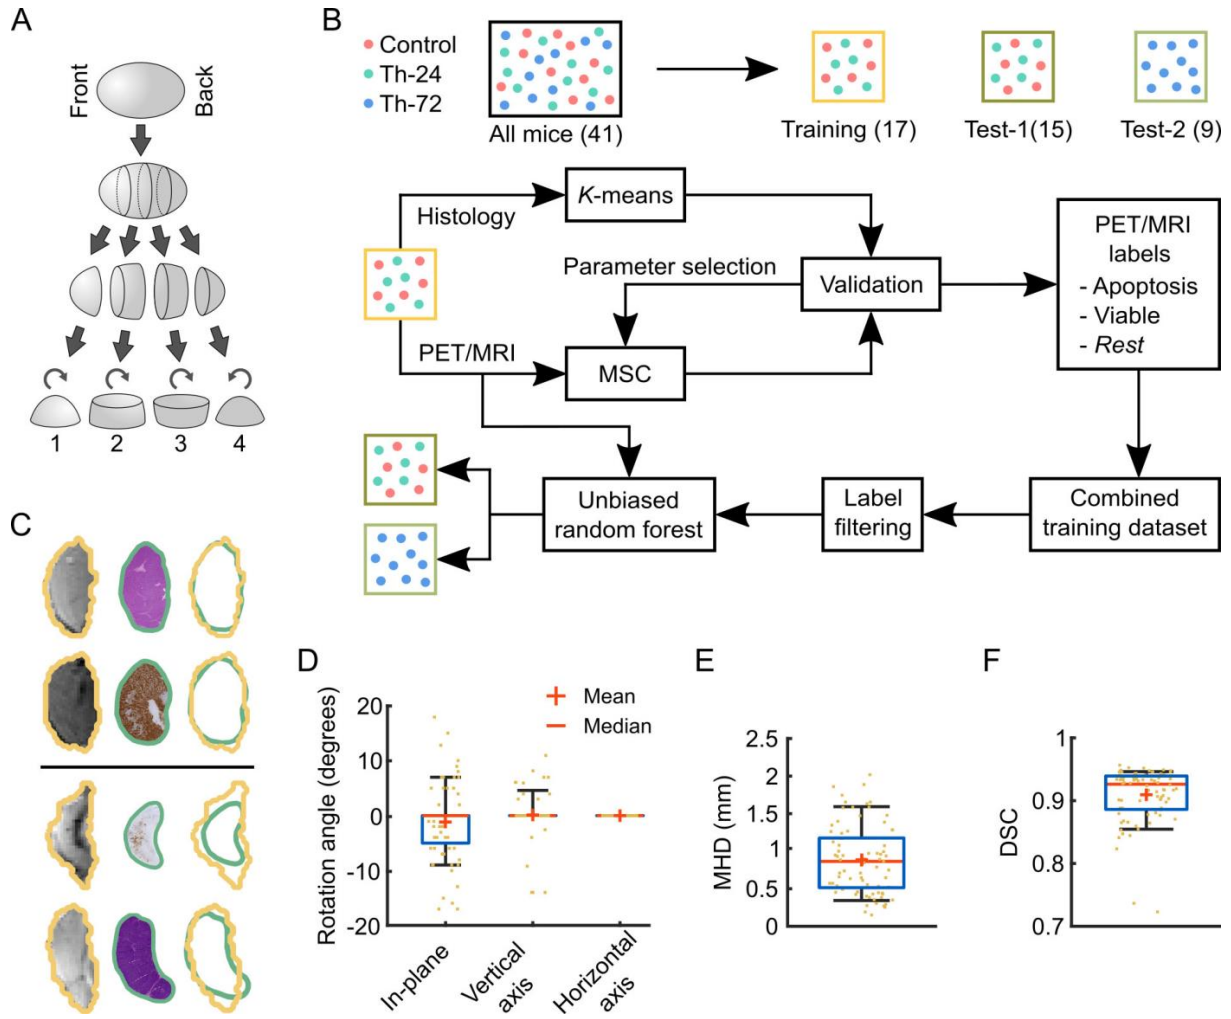 A
Front
Back
1 2 3 4
B
Control
Th-24
Th-72
All mice (41)
Training (17)
Test-1(15)
Test-2 (9)
Histology
K-means
Parameter selection
Validation
PET/MRI
labels
- Apoptosis
- Viable
- Rest
PET/MRI
MSC
Unbiased
random forest
Label
filtering
Combined
training dataset
C
D
Mean
Median
Rotation angle (degrees)
20
10
0
-10
-20
In-plane
Vertical
axis
Horizontal
axis
E
MHD (mm)
2.5
2
1.5
1
0.5
0
F
DSC
1
0.9
0.8
0.7